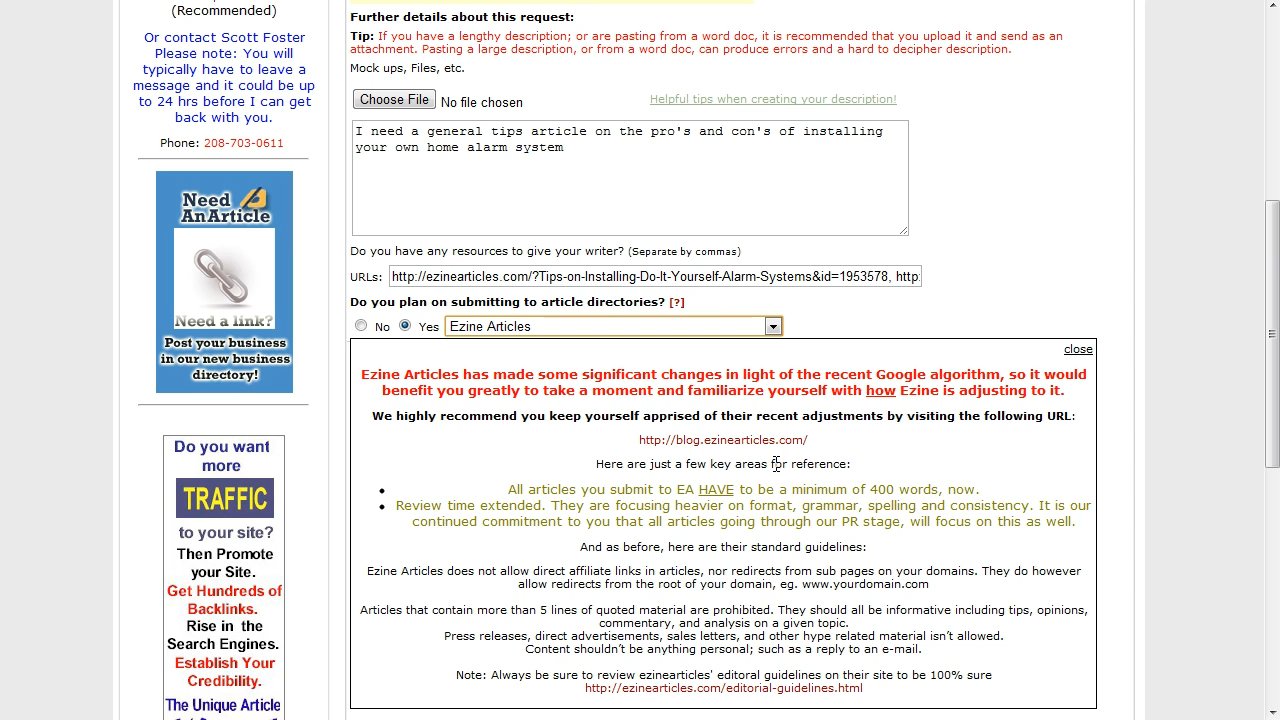 (Recommended)
Or contact Scott Foster
Please note: You will
typically have to leave a
message and it could be up
to 24 hrs before I can get
back with you.
Phone: 208-703-0611
Need
AnArticle
Need a link?
Post your business
in our new business
directory!
Do you want
more
TRAFFIC
to your site?
Then Promote
your Site.
Get Hundreds of
Backlinks.
Rise in the
Search Engines.
Establish Your
Credibility.
The Unique Article
Further details about this request:
Tip: If you have a lengthy description; or are pasting from a word doc, it is recommended that you upload it and send as an
attachment. Pasting a large description, or from a word doc, can produce errors and a hard to decipher description.
Mock ups, Files, etc.
Choose File No file chosen
Helpful tips when creating your description!
I need a general tips article on the pro's and con's of installing
your own home alarm system
Do you have any resources to give your writer? (Separate by commas)
URLs: http://ezinearticles.com/?Tips-on-Installing-Do-It-Yourself-Alarm-Systems&id=1953578, http:
Do you plan on submitting to article directories? [?]
No Yes Ezine Articles
close
Ezine Articles has made some significant changes in light of the recent Google algorithm, so it would
benefit you greatly to take a moment and familiarize yourself with how Ezine is adjusting to it.
We highly recommend you keep yourself apprised of their recent adjustments by visiting the following URL:
http://blog.ezinearticles.com/
Here are just a few key areas for reference:
All articles you submit to EA HAVE to be a minimum of 400 words, now.
Review time extended. They are focusing heavier on format, grammar, spelling and consistency. It is our
continued commitment to you that all articles going through our PR stage, will focus on this as well.
And as before, here are their standard guidelines:
Ezine Articles does not allow direct affiliate links in articles, nor redirects from sub pages on your domains. They do however
allow redirects from the root of your domain, eg. www.yourdomain.com
Articles that contain more than 5 lines of quoted material are prohibited. They should all be informative including tips, opinions,
commentary, and analysis on a given topic.
Press releases, direct advertisements, sales letters, and other hype related material isn't allowed.
Content shouldn't be anything personal; such as a reply to an e-mail.
Note: Always be sure to review ezinearticles' editoral guidelines on their site to be 100% sure
http://ezinearticles.com/editorial-guidelines.html